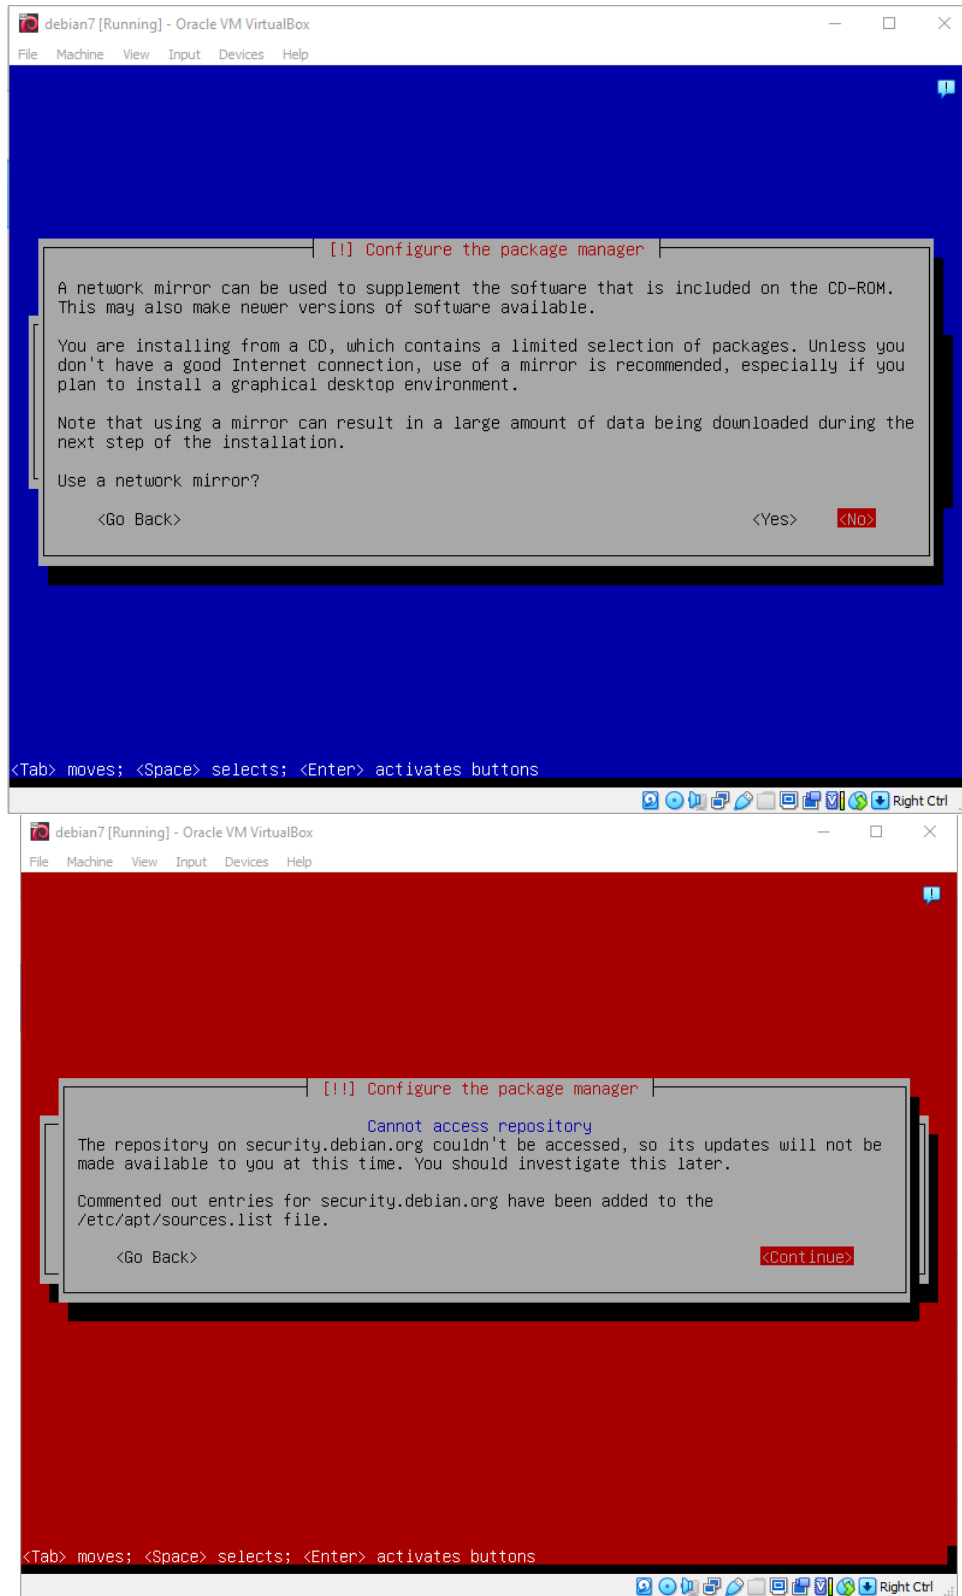 debian7 [Running] - Oracle VM VirtualBox
File Machine View Input Devices Help
[!] Configure the package manager
A network mirror can be used to supplement the software that is included on the CD-ROM.
This may also make newer versions of software available.
You are installing from a CD, which contains a limited selection of packages. Unless you
don't have a good Internet connection, use of a mirror is recommended, especially if you
plan to install a graphical desktop environment.
Note that using a mirror can result in a large amount of data being downloaded during the
next step of the installation.
Use a network mirror?
<Go Back> <Yes> <No>
<Tab> moves; <Space> selects; <Enter> activates buttons
Right Ctrl
debian7 [Running] - Oracle VM VirtualBox
File Machine View Input Devices Help
[!!] Configure the package manager
Cannot access repository
The repository on security.debian.org couldn't be accessed, so its updates will not be
made available to you at this time. You should investigate this later.
Commented out entries for security.debian.org have been added to the
/etc/apt/sources.list file.
<Go Back> <Continue>
<Tab> moves; <Space> selects; <Enter> activates buttons
Right Ctrl